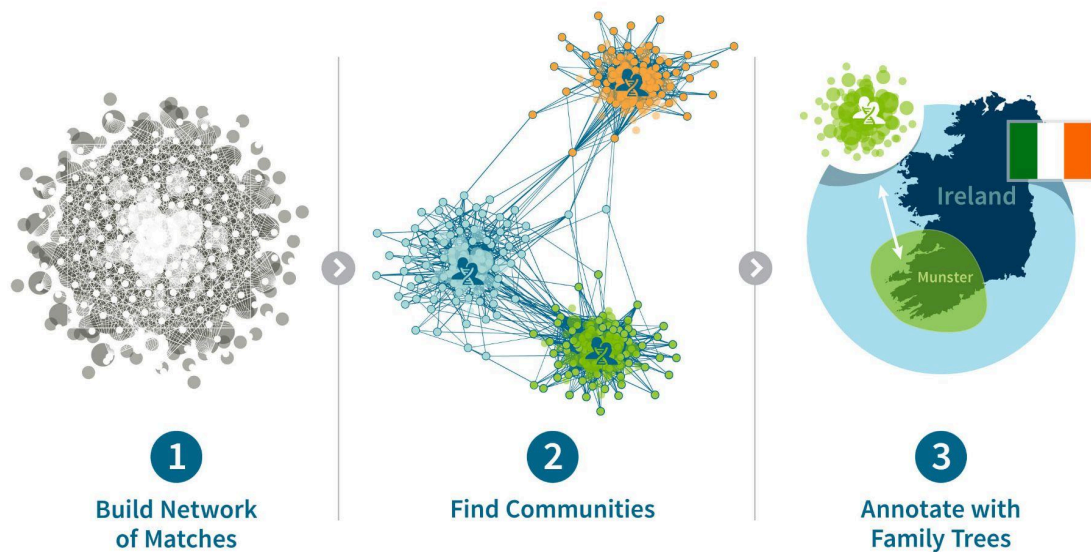 Ireland
Munster
1
2
3
Build Network
of Matches
Find Communities
Annotate with
Family Trees